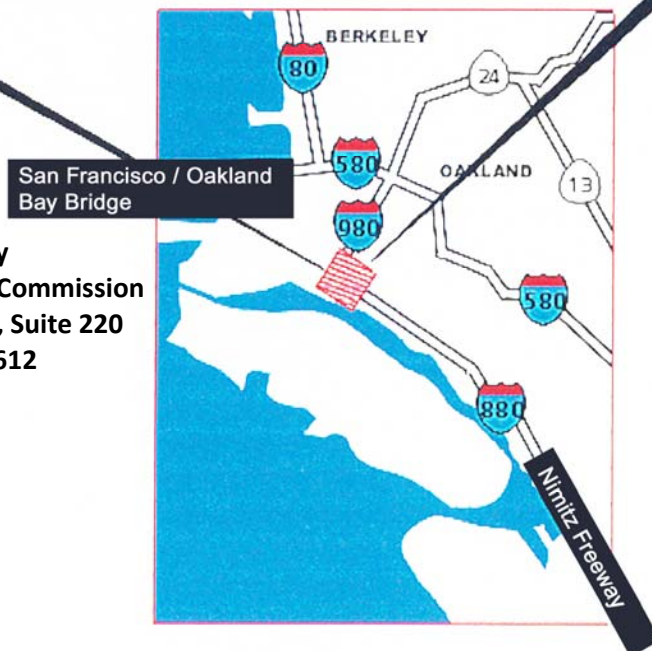 BERKELEY
80
24
580
OAKLAND
13
San Francisco / Oakland
Bay Bridge
980
Commission
, Suite 220
612
580
880
Nimitz Freeway